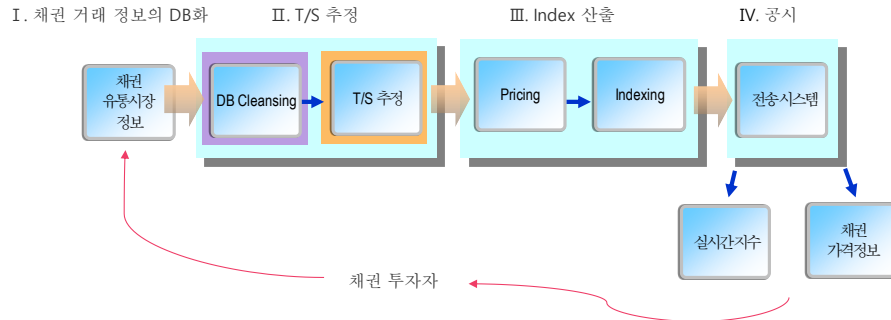 Ⅰ. 채권 거래 정보의 DB화
Ⅱ. T/S 추정
Ⅲ. Index 산출
Ⅳ. 공시
채권
유통시장
정보
DB Cleansing
T/S 추정
Pricing
Indexing
전송시스템
실시간지수
채권
가격정보
채권 투자자